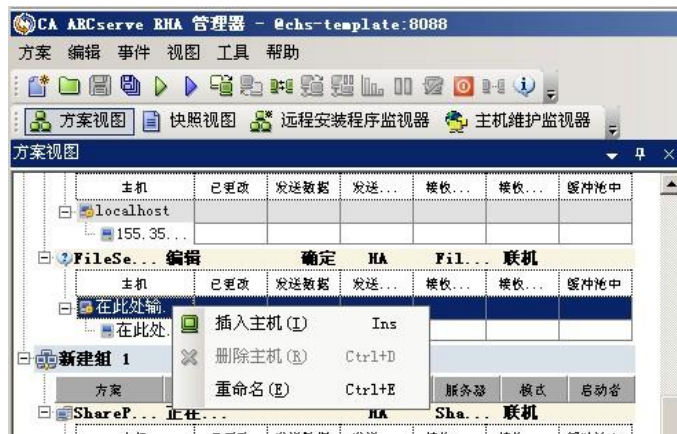 CA ARCserve RHA 管理器 - @chs-template:8088
方案 编辑 事件 视图 工具 帮助
方案视图 快照视图 远程安装程序监视器 主机维护监视器
方案视图
主机 已更改 发送数据 发送... 接收... 接收... 缓冲池中
localhost
155.35...
FileSe... 编辑 确定 HA Fil... 联机
主机 已更改 发送数据 发送... 接收... 接收... 缓冲池中
在此处输.
在此处.
插入主机(I) Ins
删除主机(R) Ctrl+D
重命名(E) Ctrl+E
新建组 1
方案 服务器 模式 启动者
ShareP... 正在... HA Sha... 联机